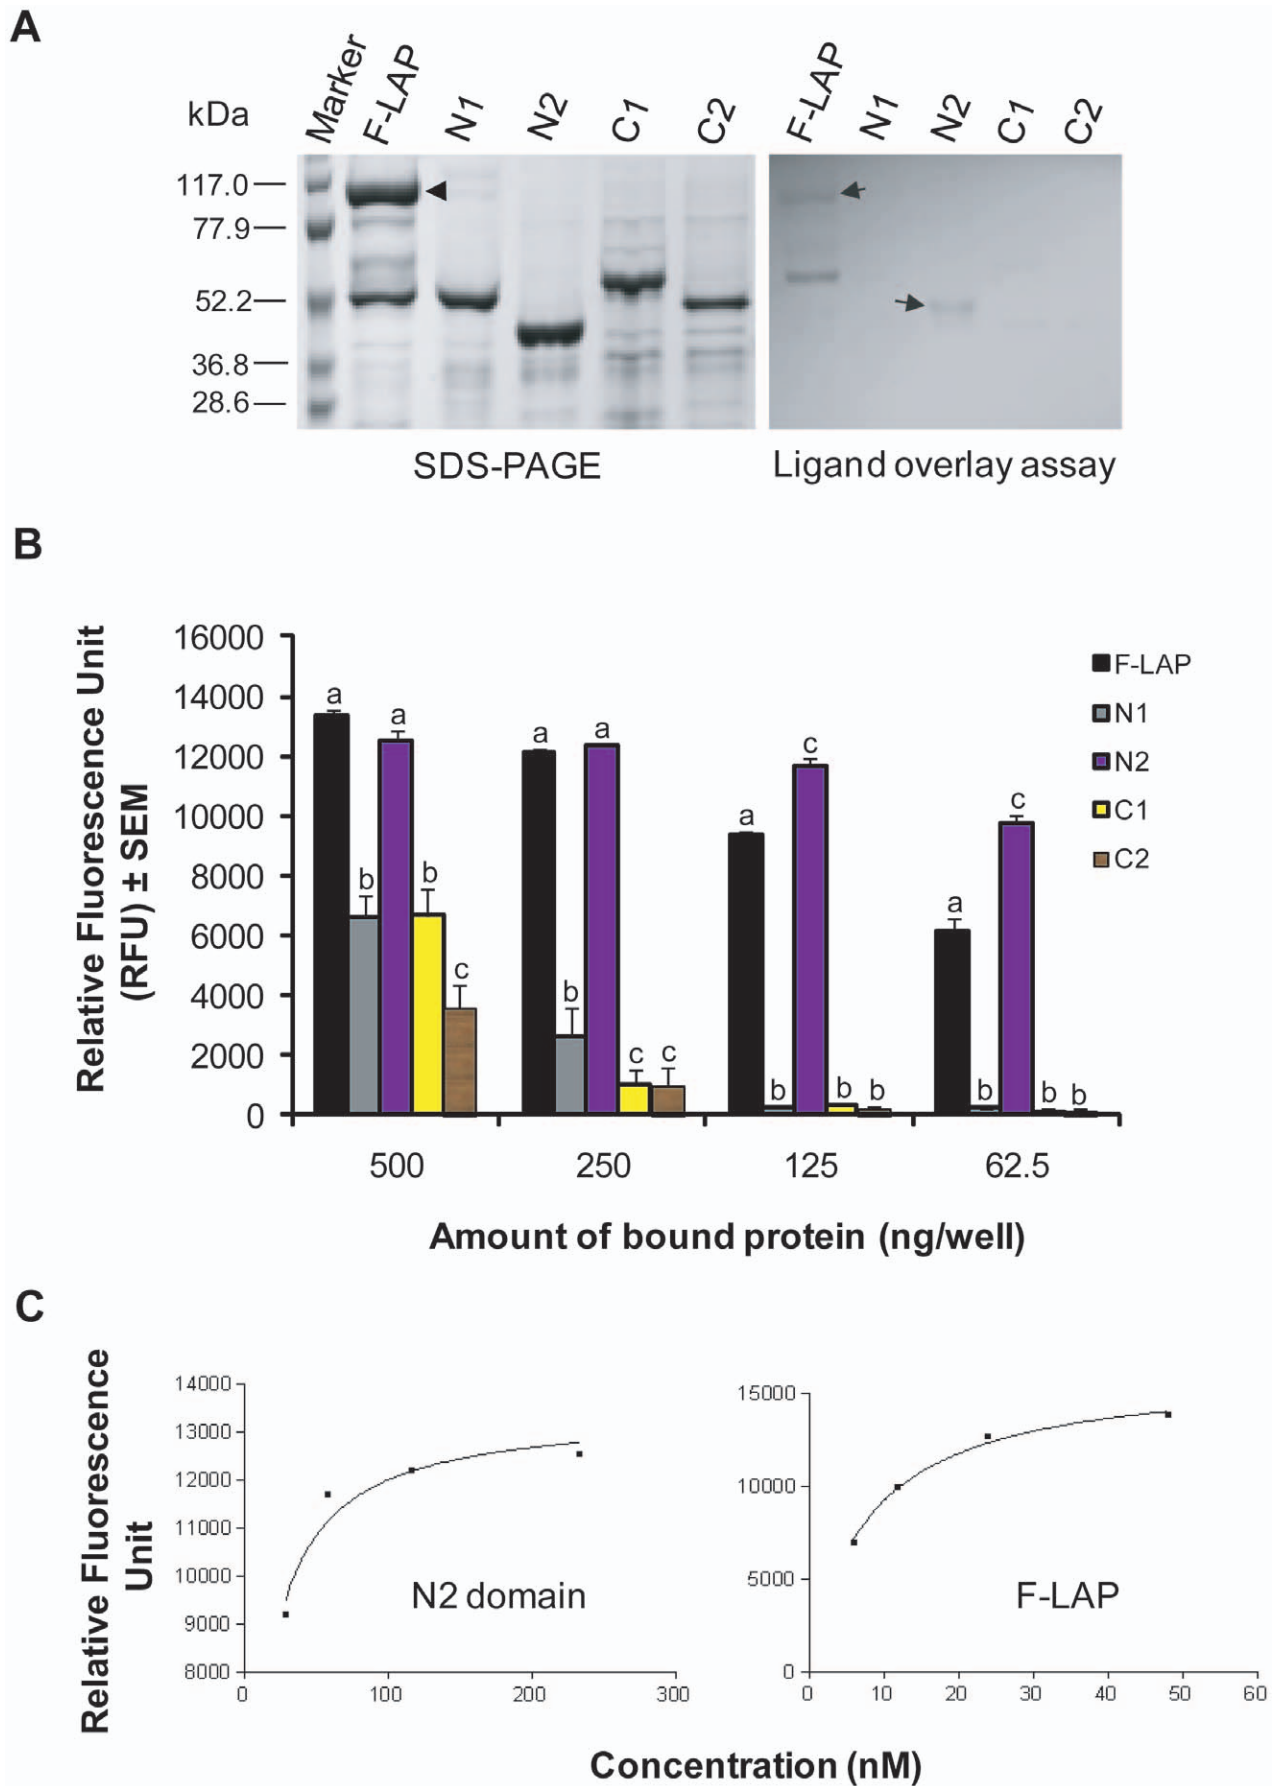 A
kDa
Marker
F-LAP
N1
N2
C1
C2
F-LAP
N1
N2
C1
C2
117.0
77.9
52.2
36.8
28.6
SDS-PAGE
Ligand overlay assay
B
Relative Fluorescence Unit
(RFU) ± SEM
16000
14000
12000
10000
8000
6000
4000
2000
0
a
b
a
b
c
a
b
a
c
c
a
b
c
b
b
a
b
c
b
b
F-LAP
N1
N2
C1
C2
500
250
125
62.5
Amount of bound protein (ng/well)
C
Relative Fluorescence
Unit
14000
13000
12000
11000
10000
9000
8000
0
100
200
300
N2 domain
15000
10000
5000
0
0
10
20
30
40
50
60
F-LAP
Concentration (nM)